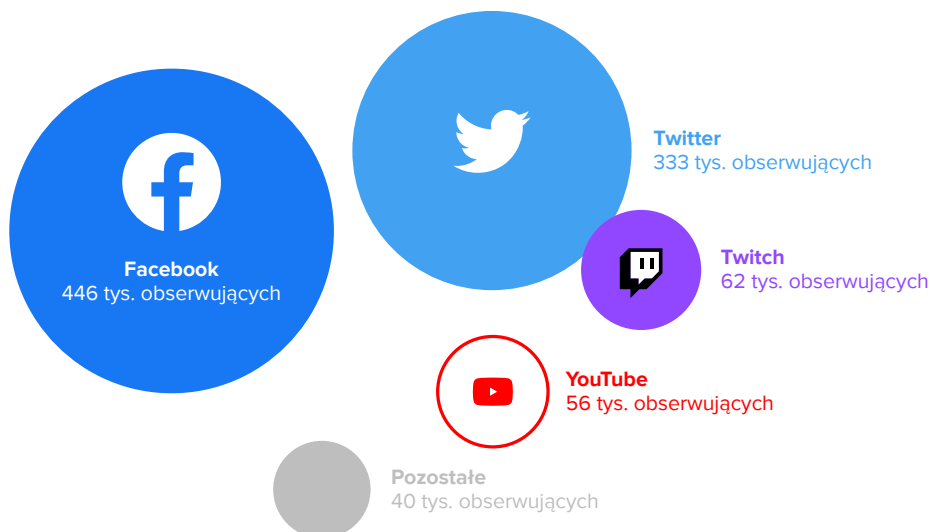 Facebook
446 tys. obserwujących
Twitter
333 tys. obserwujących
Twitch
62 tys. obserwujących
YouTube
56 tys. obserwujących
Pozostałe
40 tys. obserwujących